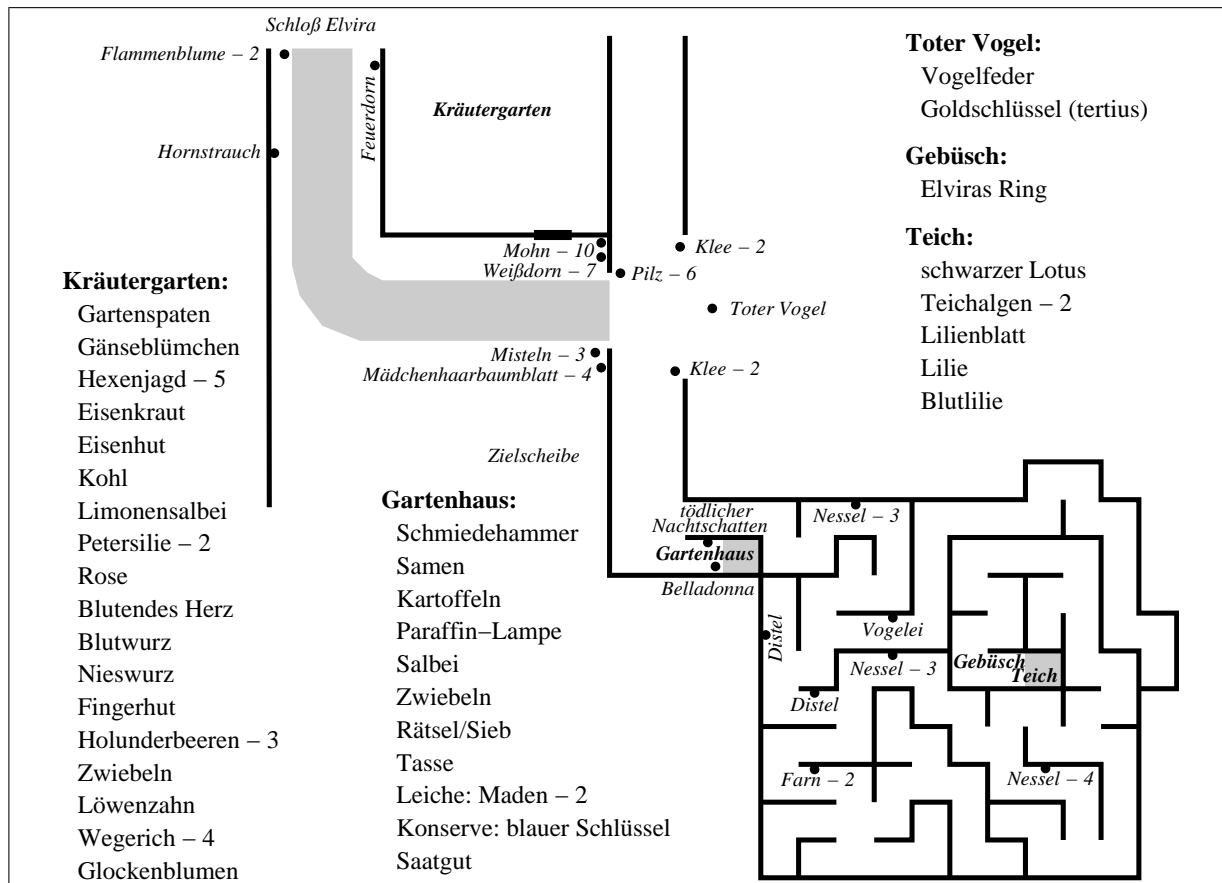 Schloß Elvira
Flammenblume – 2
Feuerdorn
Kräutergarten
Hornstrauch
Mohn – 10
Weißdorn – 7
Klee – 2
Pilz – 6
Toter Vogel
Misteln – 3
Mädchenhaarbaumblatt – 4
Klee – 2
Zielscheibe
Toter Vogel:
Vogelfeder
Goldschlüssel (tertius)
Gebüsch:
Elviras Ring
Teich:
schwarzer Lotus
Teichalgen – 2
Lilienblatt
Lilie
Blutlilie
Kräutergarten:
Gartenspaten
Gänseblümchen
Hexenjagd – 5
Eisenkraut
Eisenhut
Kohl
Limonensalbei
Petersilie – 2
Rose
Blutendes Herz
Blutwurz
Nieswurz
Fingerhut
Holunderbeeren – 3
Zwiebeln
Löwenzahn
Wegerich – 4
Glockenblumen
Gartenhaus:
Schmiedehammer
Samen
Kartoffeln
Paraffin–Lampe
Salbei
Zwiebeln
Rätsel/Sieb
Tasse
Leiche: Maden – 2
Konserve: blauer Schlüssel
Saatgut
tödlicher
Nachtschatten
Gartenhaus
Belladonna
Nessel – 3
Distel
Vogelei
Nessel – 3
Gebüsch
Teich
Distel
Farn – 2
Nessel – 4